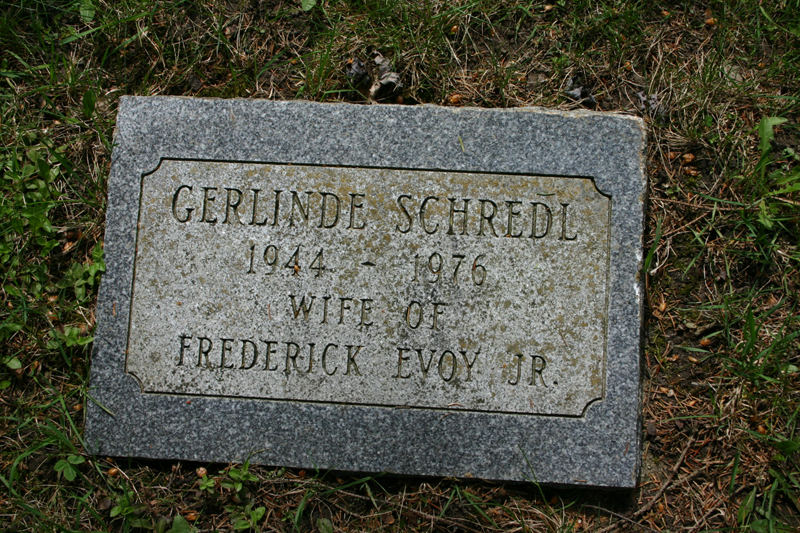 GERLINDE SCHREDL
1944 - 1976
WIFE OF
FREDERICK EVOY JR.